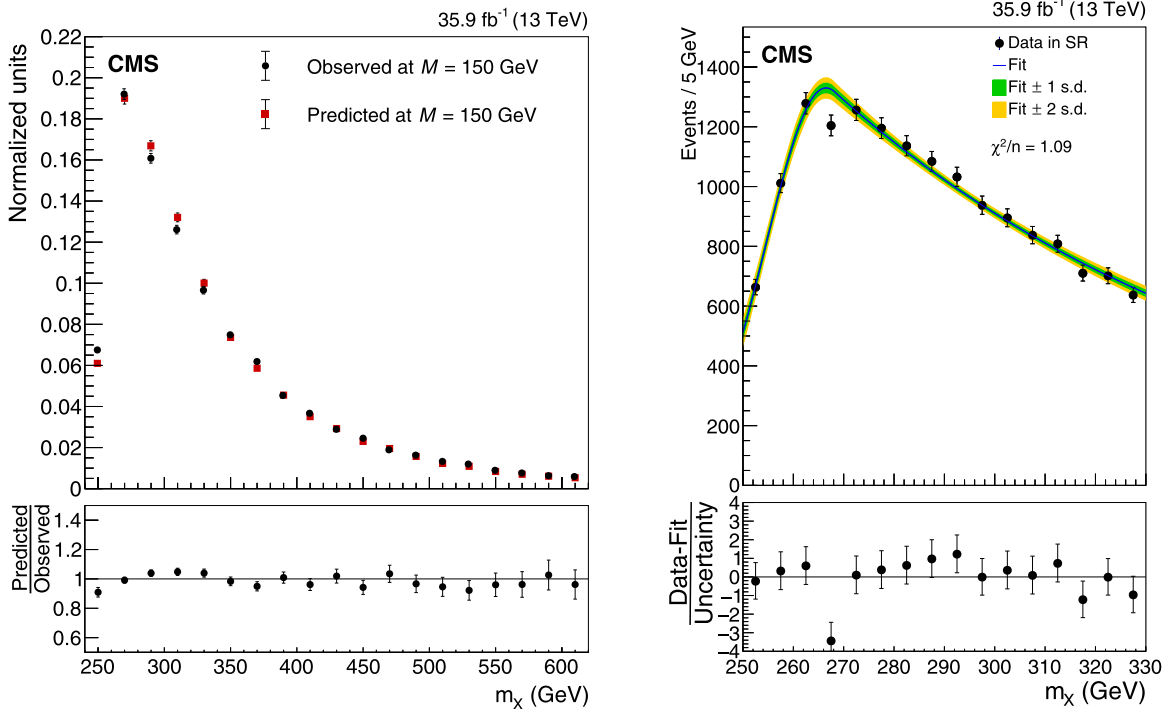 35.9 fb⁻¹ (13 TeV)
CMS
Observed at M = 150 GeV
Predicted at M = 150 GeV
Normalized units
0.22
0.2
0.18
0.16
0.14
0.12
0.1
0.08
0.06
0.04
0.02
0
Predicted
Observed
1.4
1.2
1
0.8
0.6
250 300 350 400 450 500 550 600
m_X (GeV)
35.9 fb⁻¹ (13 TeV)
CMS
Data in SR
Fit
Fit ± 1 s.d.
Fit ± 2 s.d.
χ²/n = 1.09
Events / 5 GeV
1400
1200
1000
800
600
400
200
0
Data-Fit
Uncertainty
4
3
2
1
0
−1
−2
−3
−4
250 260 270 280 290 300 310 320 330
m_X (GeV)